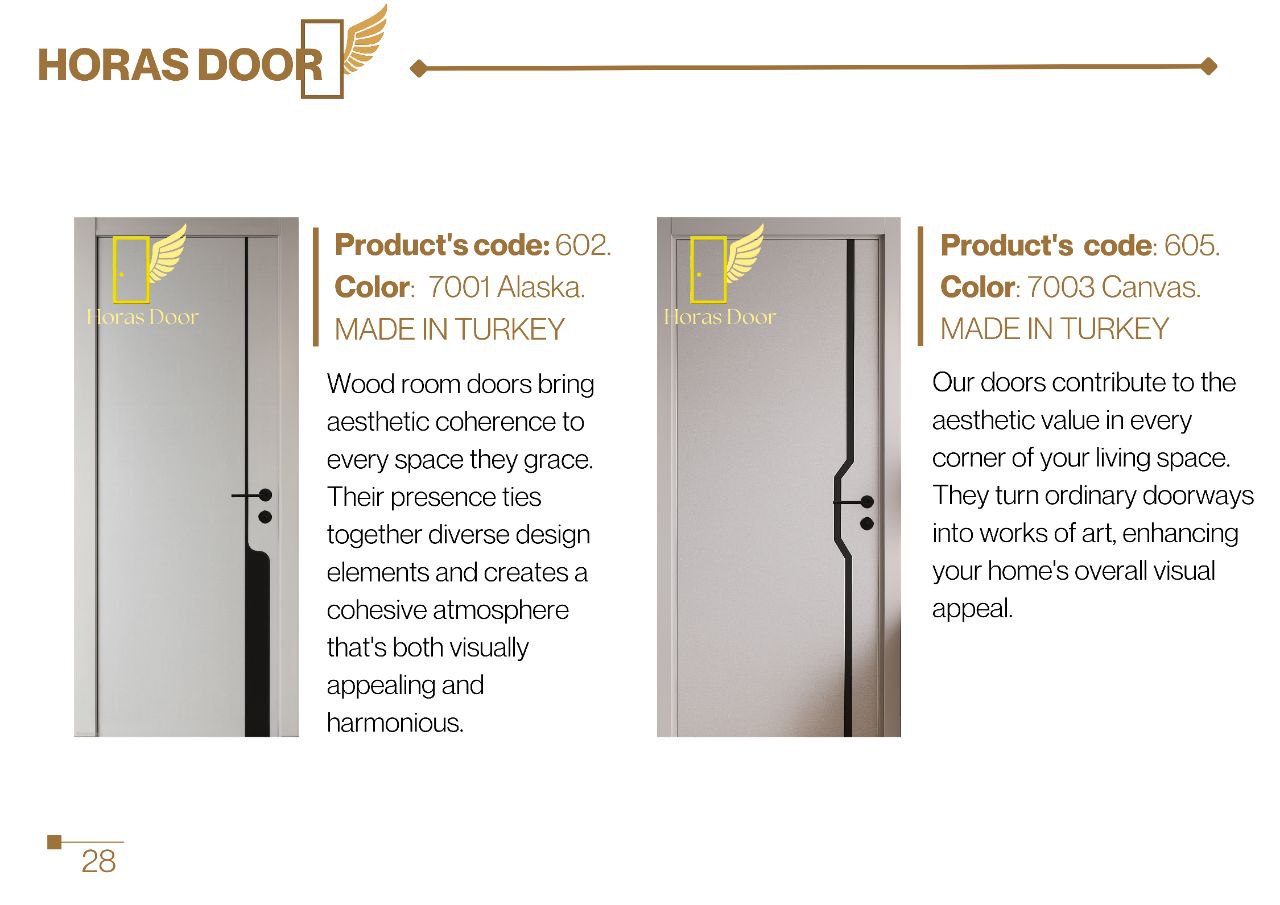 HORAS DOOR
Horas Door
Product's code: 602.
Color:  7001 Alaska.
MADE IN TURKEY
Wood room doors bring
aesthetic coherence to
every space they grace.
Their presence ties
together diverse design
elements and creates a
cohesive atmosphere
that's both visually
appealing and
harmonious.
Horas Door
Product's  code: 605.
Color: 7003 Canvas.
MADE IN TURKEY
Our doors contribute to the
aesthetic value in every
corner of your living space.
They turn ordinary doorways
into works of art, enhancing
your home's overall visual
appeal.
28